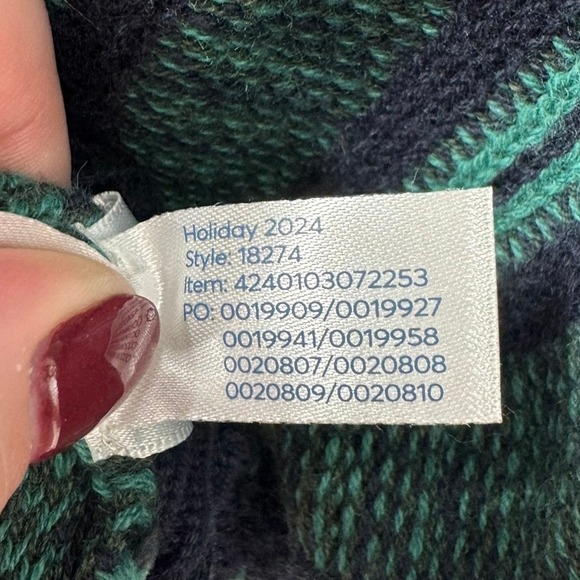 Holiday 2024
Style: 18274
Item: 4240103072253
PO: 0019909/0019927
0019941/0019958
0020807/0020808
0020809/0020810